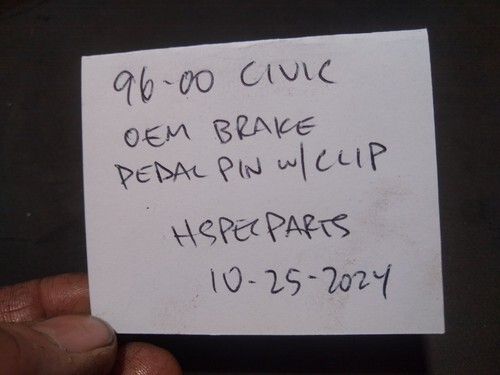 96-00 CIVIC
OEM BRAKE
PEDAL PIN W/CLIP
HSPECPARTS
10-25-2024